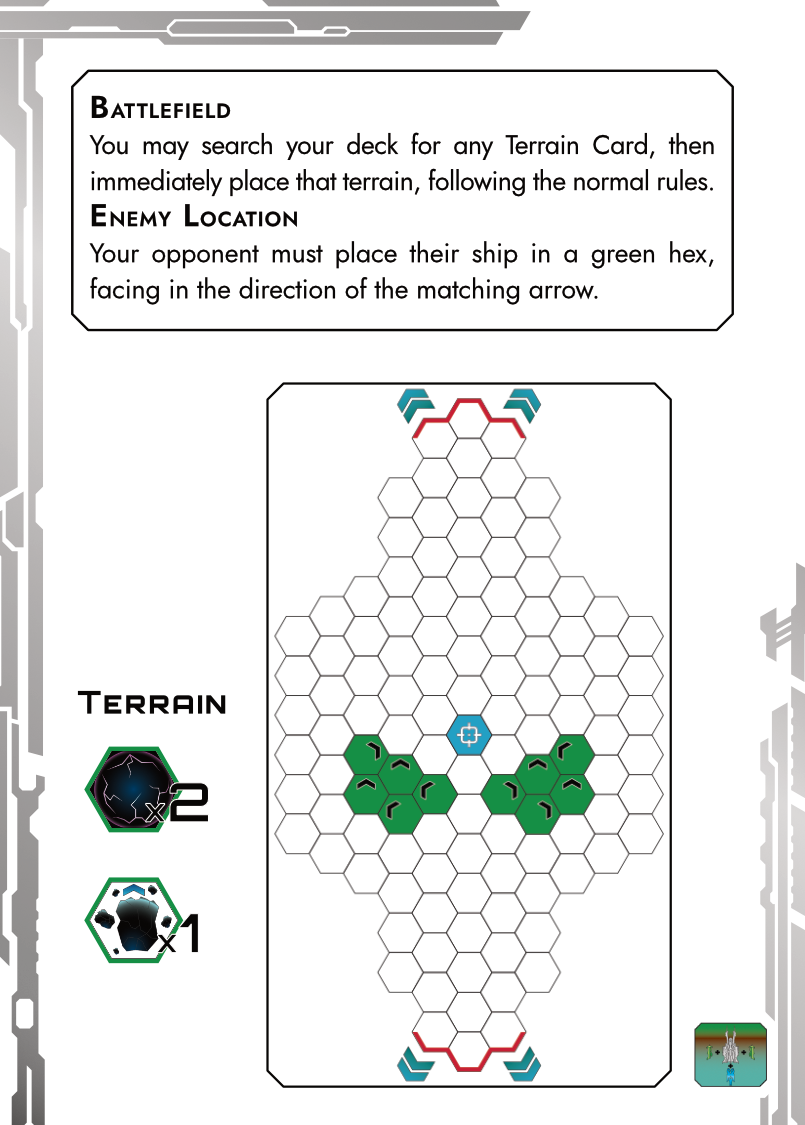 Battlefield
You may search your deck for any Terrain Card, then
immediately place that terrain, following the normal rules.
Enemy Location
Your opponent must place their ship in a green hex,
facing in the direction of the matching arrow.
Terrain
x2
x1